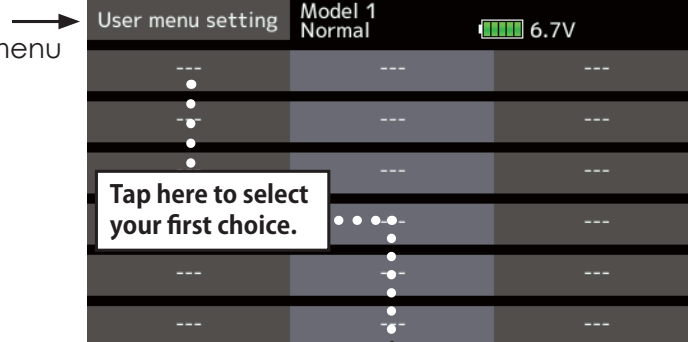 User menu setting
Model 1
Normal
6.7V
menu
--- --- ---
--- --- ---
--- ---
Tap here to select
your first choice.
--- ---
--- --- ---
--- --- ---